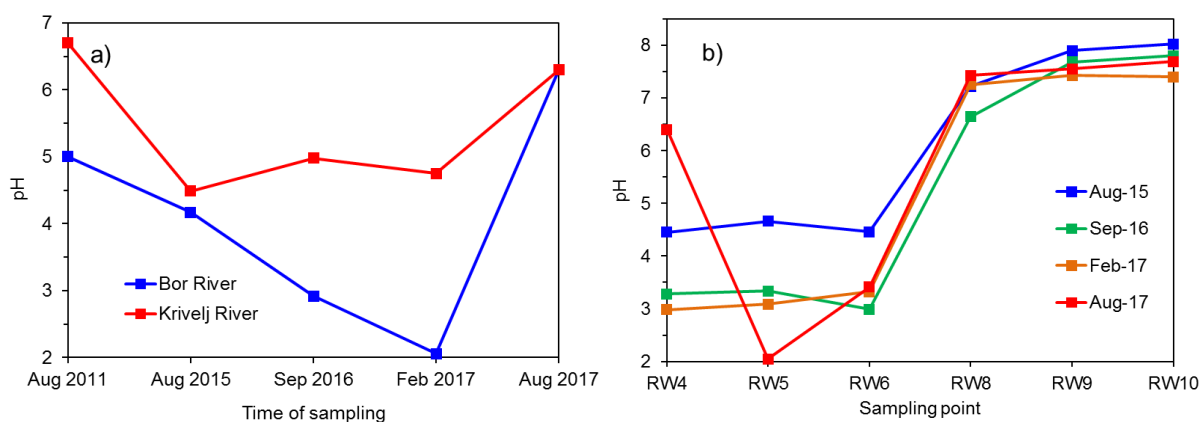 a)
7
6
5
4
3
2
pH
Bor River
Krivelj River
Aug 2011 Aug 2015 Sep 2016 Feb 2017 Aug 2017
Time of sampling
b)
8
7
6
5
4
3
2
pH
Aug-15
Sep-16
Feb-17
Aug-17
RW4 RW5 RW6 RW8 RW9 RW10
Sampling point